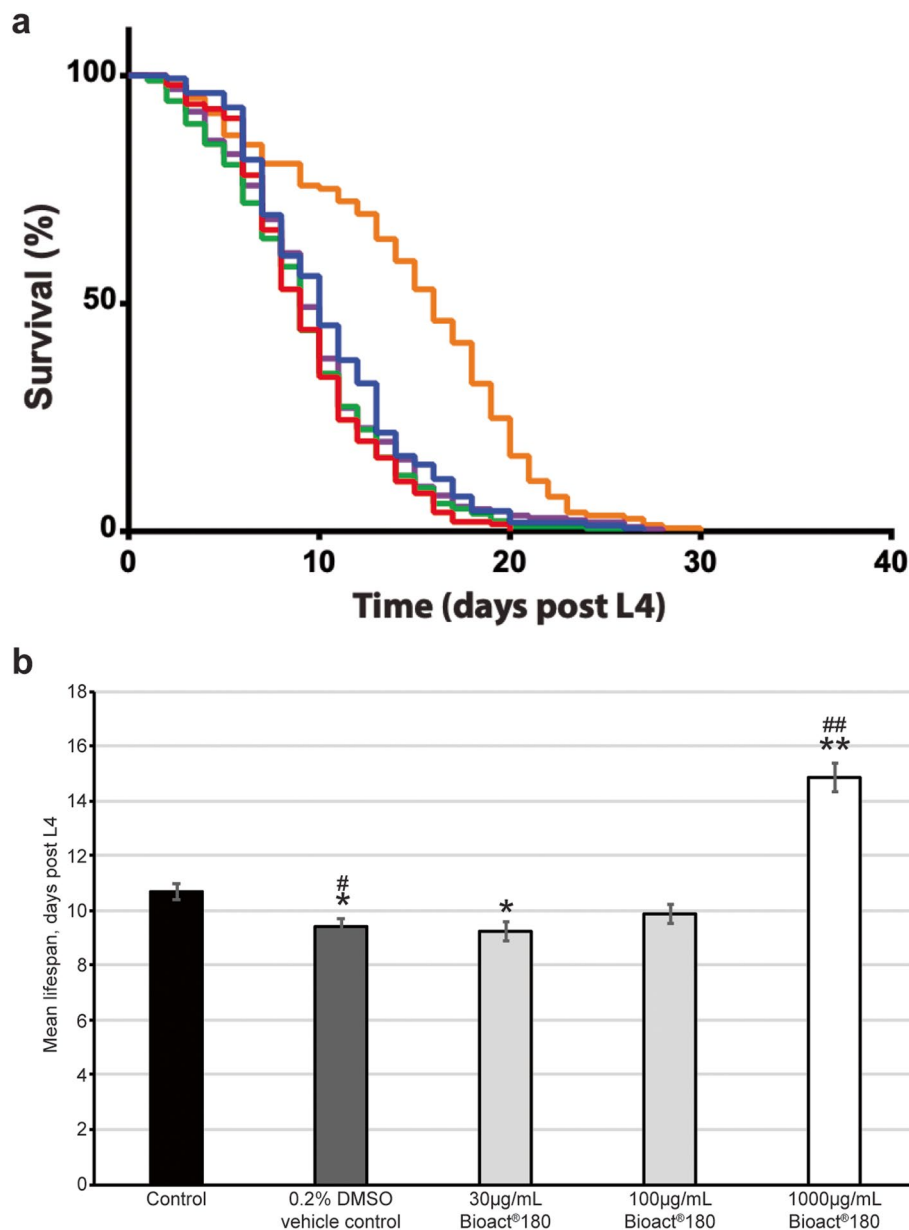 a
100
50
0
Survival (%)
0 10 20 30 40
Time (days post L4)
b
18
16
14
12
10
8
6
4
2
0
Mean lifespan, days post L4
#
*
*
##
**
Control
0.2% DMSO
vehicle control
30µg/mL
Bioact®180
100µg/mL
Bioact®180
1000µg/mL
Bioact®180